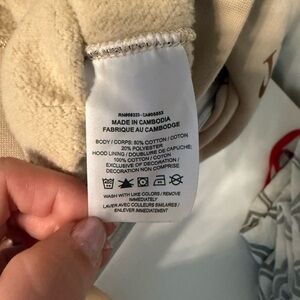 MADE IN CAMBODIA
FABRIQUE AU CAMBODGE
BODY / CORPS: 80% COTTON / COTON
20% POLYESTER
HOOD LINING / DOUBLURE DE CAPUCHE:
100% COTTON / COTON
EXCLUSIVE OF DECORATION /
DECORATION NON COMPRISE
WASH WITH LIKE COLORS / REMOVE
IMMEDIATELY
LAVER AVEC COULEURS SIMILAIRES /
ENLEVER IMMEDIATEMENT